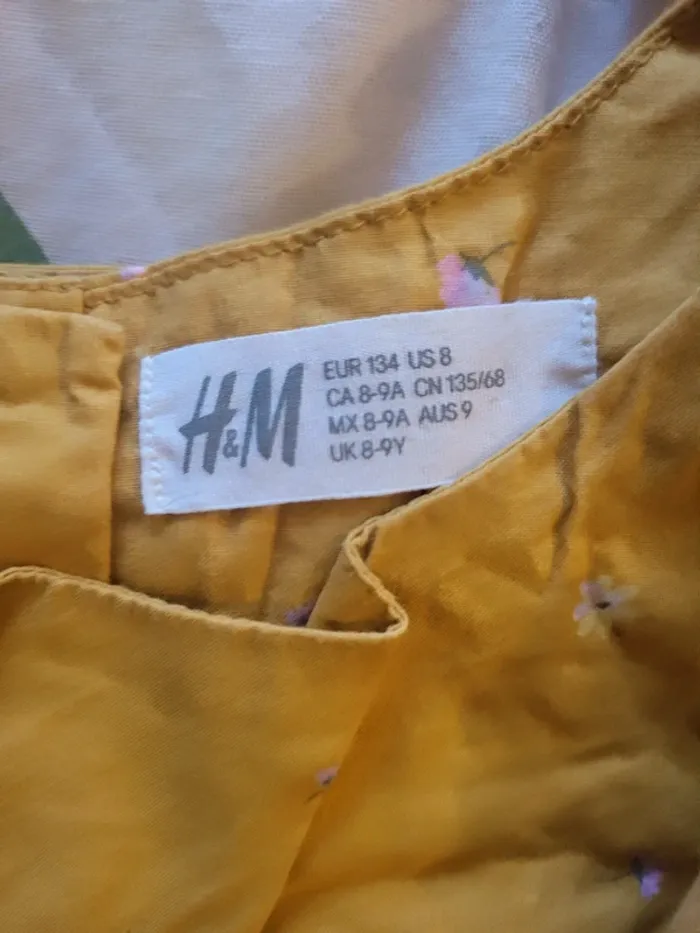 H&M
EUR 134 US 8
CA 8-9A CN 135/68
MX 8-9A AUS 9
UK 8-9Y